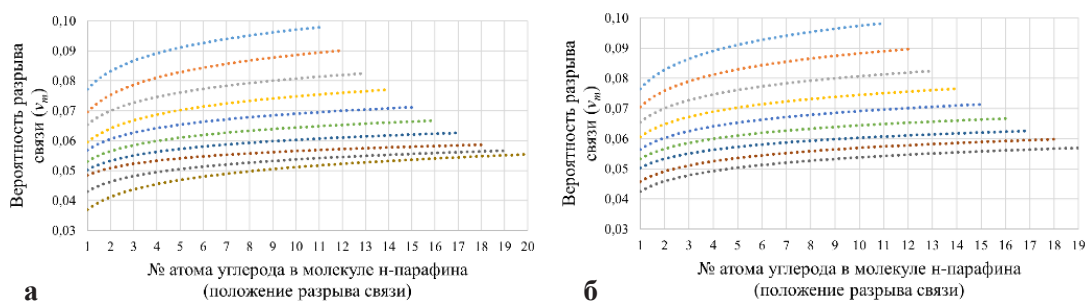 0,10
0,09
0,08
0,07
0,06
0,05
0,04
0,03
Вероятность разрыва
связи (vm)
1 2 3 4 5 6 7 8 9 10 11 12 13 14 15 16 17 18 19 20
№ атома углерода в молекуле н-парафина
(положение разрыва связи)
а
0,10
0,09
0,08
0,07
0,06
0,05
0,04
0,03
Вероятность разрыва
связи (vm)
1 2 3 4 5 6 7 8 9 10 11 12 13 14 15 16 17 18 19
№ атома углерода в молекуле н-парафина
(положение разрыва связи)
б